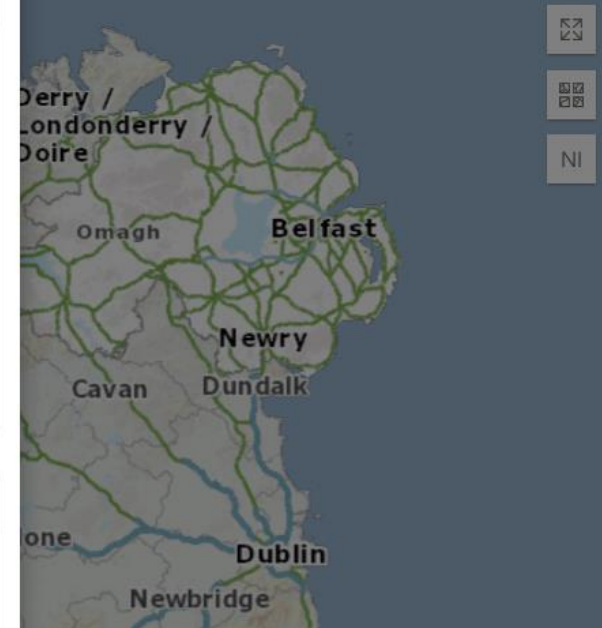 Derry /
Londonderry /
Doire
NI
Omagh
Belfast
Newry
Cavan
Dundalk
one
Dublin
Newbridge